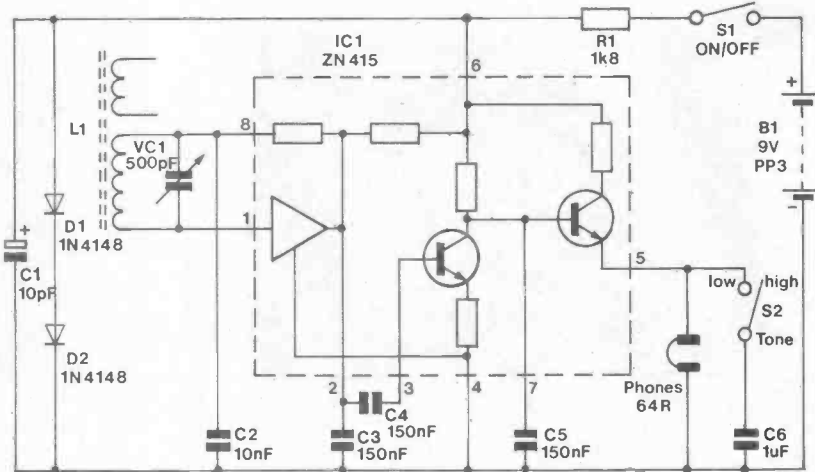 IC1
ZN 415
R1
1k8
S1
ON/OFF
6
L1
VC1
500pF
8
1
B1
9V
PP3
+
-
D1
1N4148
+
C1
10pF
5
low
high
S2
Tone
D2
1N4148
2
3
4
7
Phones
64R
C4
150nF
C2
10nF
C3
150nF
C5
150nF
C6
1uF